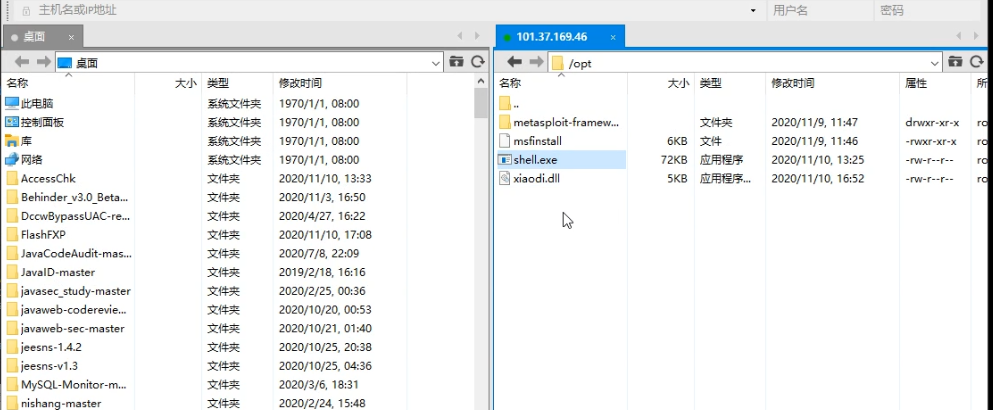 主机名或IP地址 用户名 密码
桌面 × 101.37.169.46 ×
桌面 /opt
名称 大小 类型 修改时间 名称 大小 类型 修改时间 属性 所
此电脑 系统文件夹 1970/1/1, 08:00 ..
控制面板 系统文件夹 1970/1/1, 08:00 metasploit-framew... 文件夹 2020/11/9, 11:47 drwxr-xr-x ro
库 系统文件夹 1970/1/1, 08:00 msfinstall 6KB 文件 2020/11/9, 11:46 -rwxr-xr-x ro
网络 系统文件夹 1970/1/1, 08:00 shell.exe 72KB 应用程序 2020/11/10, 13:25 -rw-r--r-- ro
AccessChk 文件夹 2020/11/10, 13:33 xiaodi.dll 5KB 应用程序... 2020/11/10, 16:52 -rw-r--r-- ro
Behinder_v3.0_Beta... 文件夹 2020/11/3, 16:50
DccwBypassUAC-re... 文件夹 2020/4/27, 16:22
FlashFXP 文件夹 2020/11/10, 17:08
JavaCodeAudit-mas... 文件夹 2020/7/8, 22:09
JavaID-master 文件夹 2019/2/18, 16:16
javasec_study-master 文件夹 2020/2/25, 00:36
javaweb-codereview... 文件夹 2020/10/20, 00:53
javaweb-sec-master 文件夹 2020/10/21, 01:40
jeesns-1.4.2 文件夹 2020/10/25, 20:38
jeesns-v1.3 文件夹 2020/10/25, 04:36
MySQL-Monitor-m... 文件夹 2020/3/6, 18:31
nishang-master 文件夹 2020/2/24, 15:48